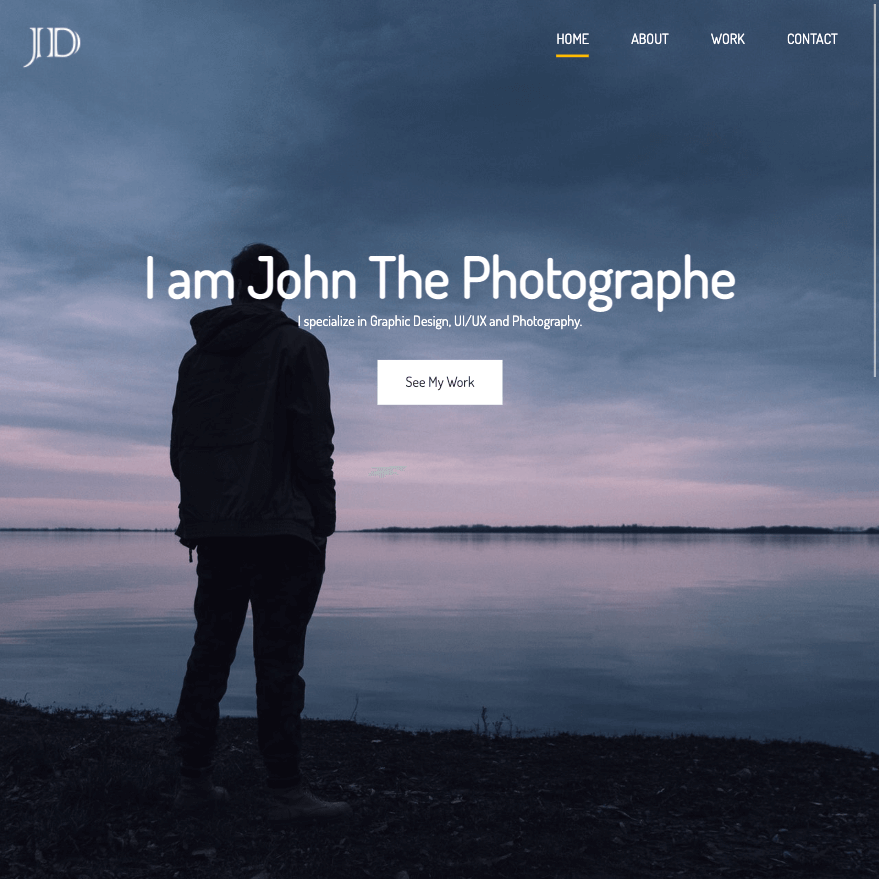 JD
HOME ABOUT WORK CONTACT
I am John The Photographe
I specialize in Graphic Design, UI/UX and Photography.
See My Work